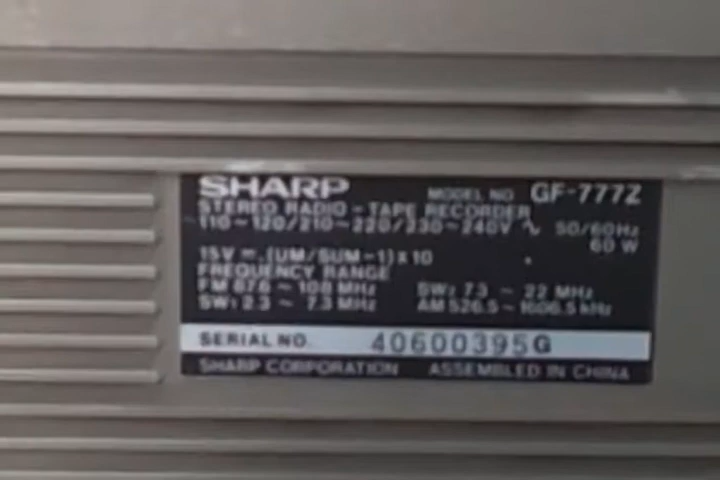 SHARP MODEL NO. GF-777Z
STEREO RADIO-TAPE RECORDER
110~120/210~220/230~240V ∿ 50/60Hz
60 W
15V ⎓ (UM/SUM-1) x 10
FREQUENCY RANGE
FM 87.6 ~ 108 MHz SW2 7.3 ~ 22 MHz
SW1 2.3 ~ 7.3 MHz AM 526.5 ~ 1606.5 kHz
SERIAL NO. 40600395G
SHARP CORPORATION ASSEMBLED IN CHINA